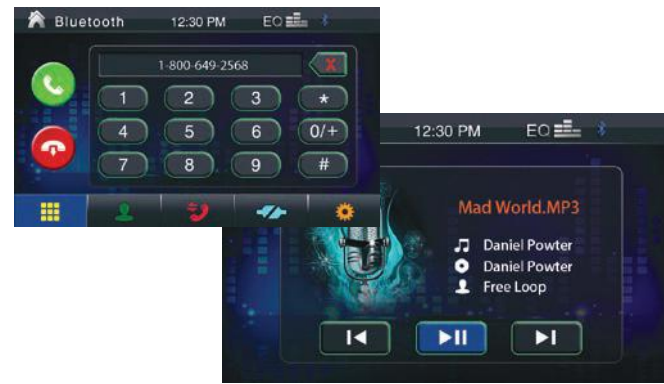 Bluetooth 12:30 PM EQ
1-800-649-2568 X
1 2 3 *
4 5 6 0/+
7 8 9 #
12:30 PM EQ
Mad World.MP3
Daniel Powter
Daniel Powter
Free Loop